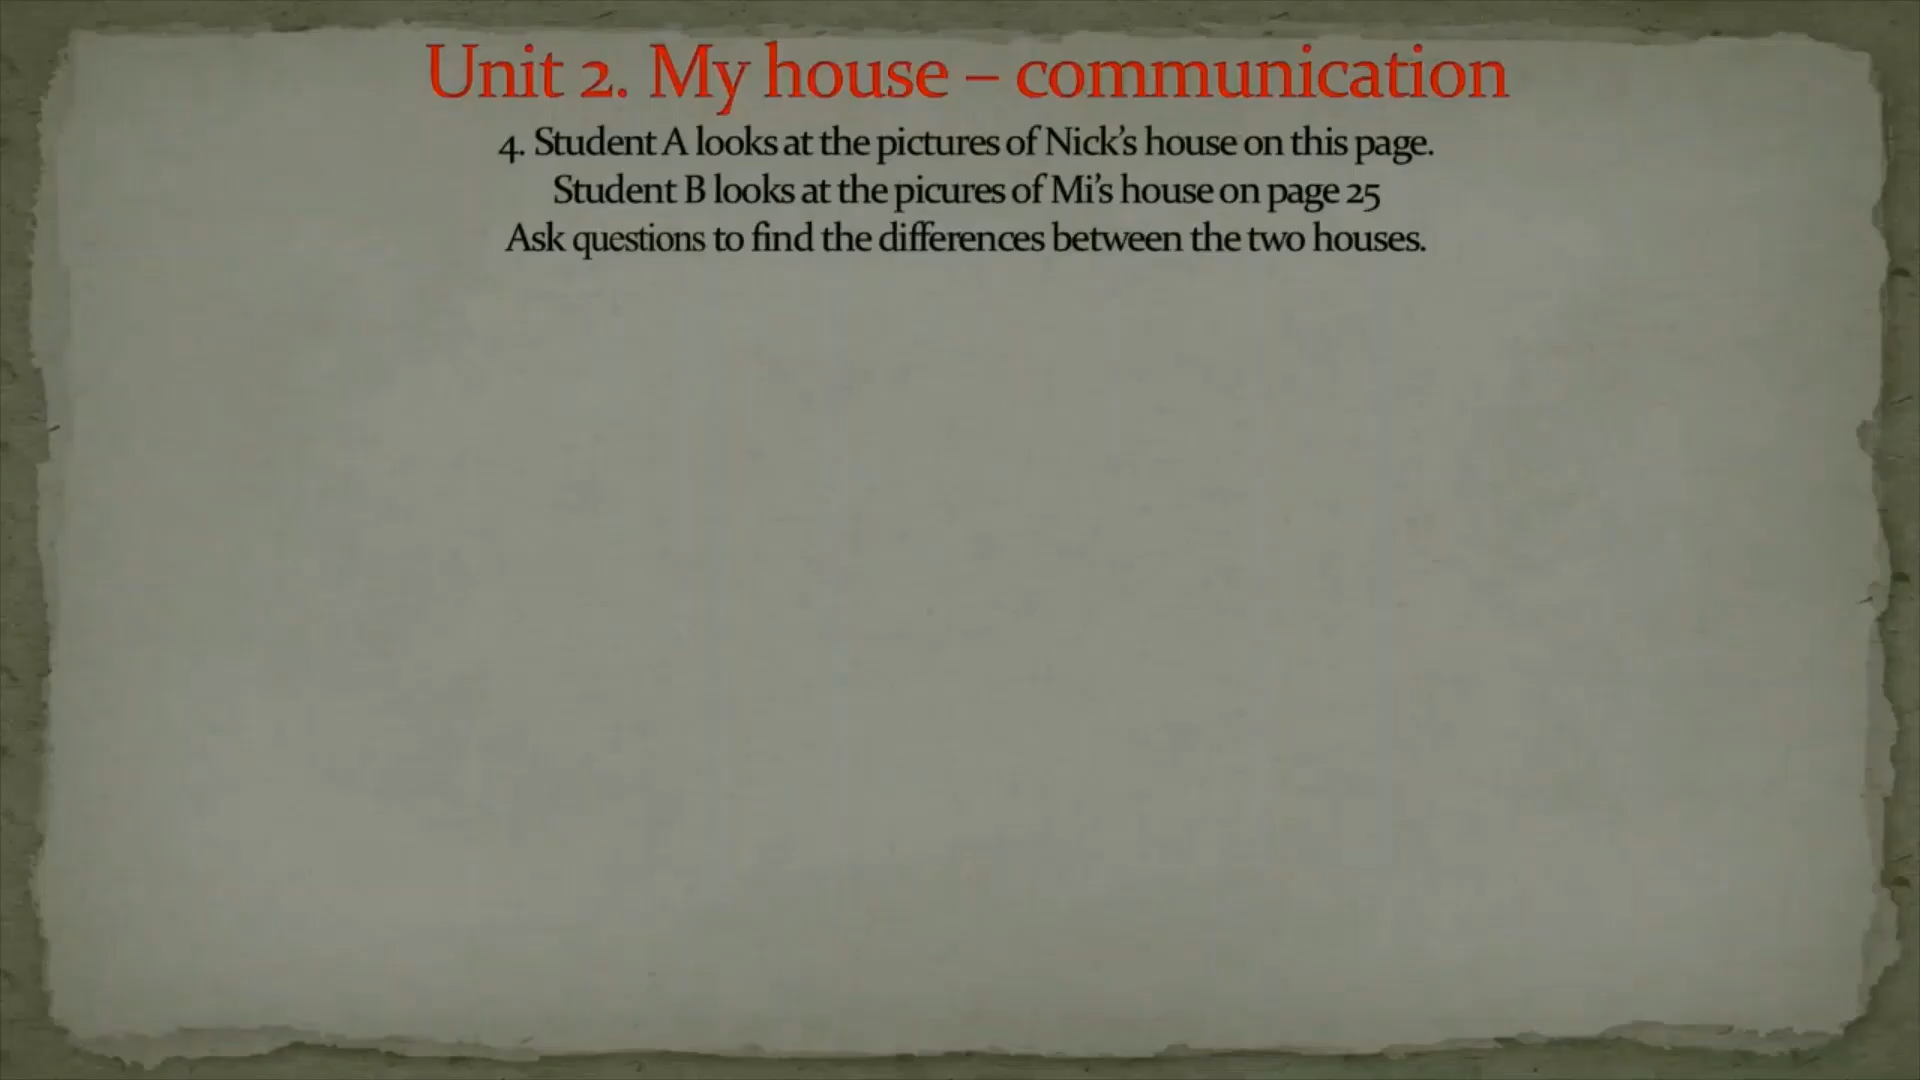 Unit 2. My house – communication
4. Student A looks at the pictures of Nick’s house on this page.
Student B looks at the picures of Mi’s house on page 25
Ask questions to find the differences between the two houses.